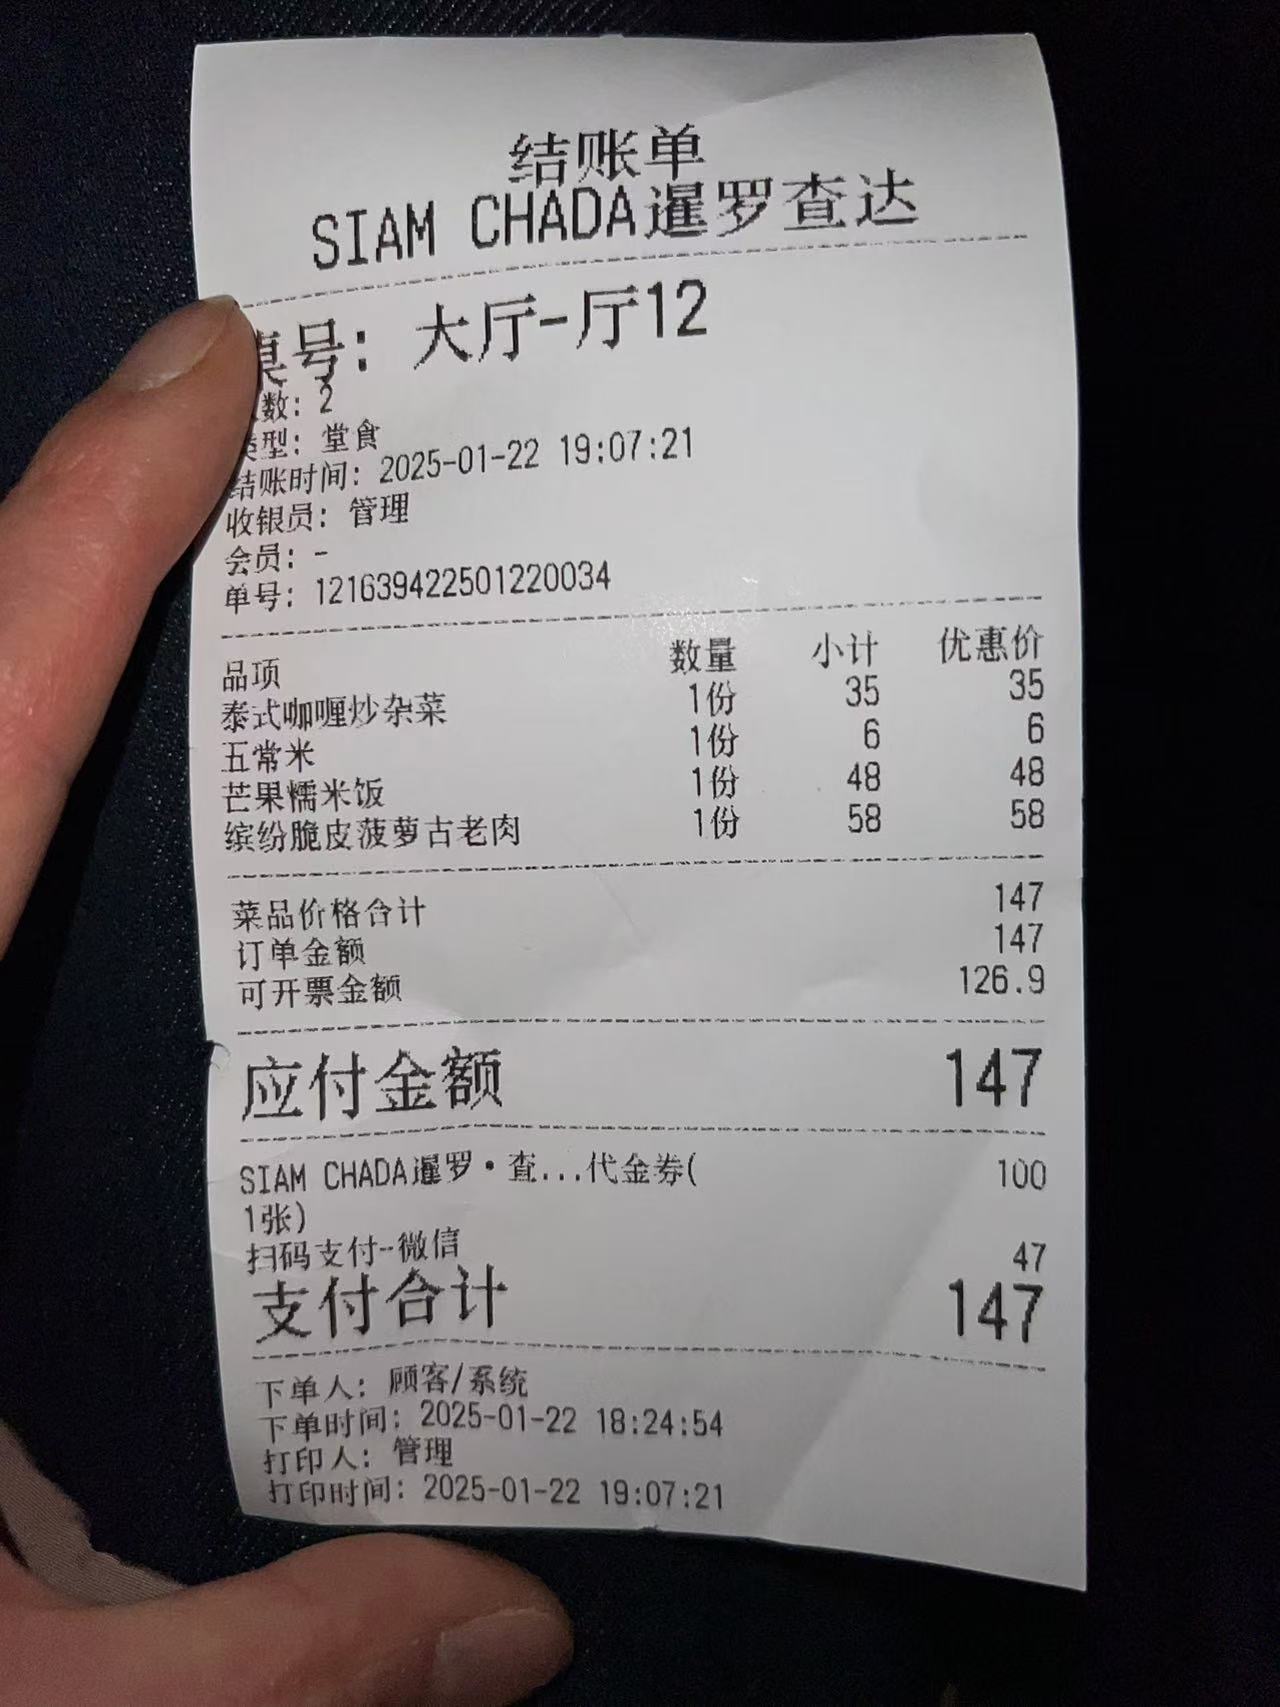 结账单
SIAM CHADA暹罗查达
桌号: 大厅-厅12
数: 2
类型: 堂食
结账时间: 2025-01-22 19:07:21
收银员: 管理
会员: -
单号: 121639422501220034
品项 数量 小计 优惠价
泰式咖喱炒杂菜 1份 35 35
五常米 1份 6 6
芒果糯米饭 1份 48 48
缤纷脆皮菠萝古老肉 1份 58 58
菜品价格合计 147
订单金额 147
可开票金额 126.9
应付金额 147
SIAM CHADA暹罗·查...代金券( 100
1张)
扫码支付-微信 47
支付合计 147
下单人: 顾客/系统
下单时间: 2025-01-22 18:24:54
打印人: 管理
打印时间: 2025-01-22 19:07:21